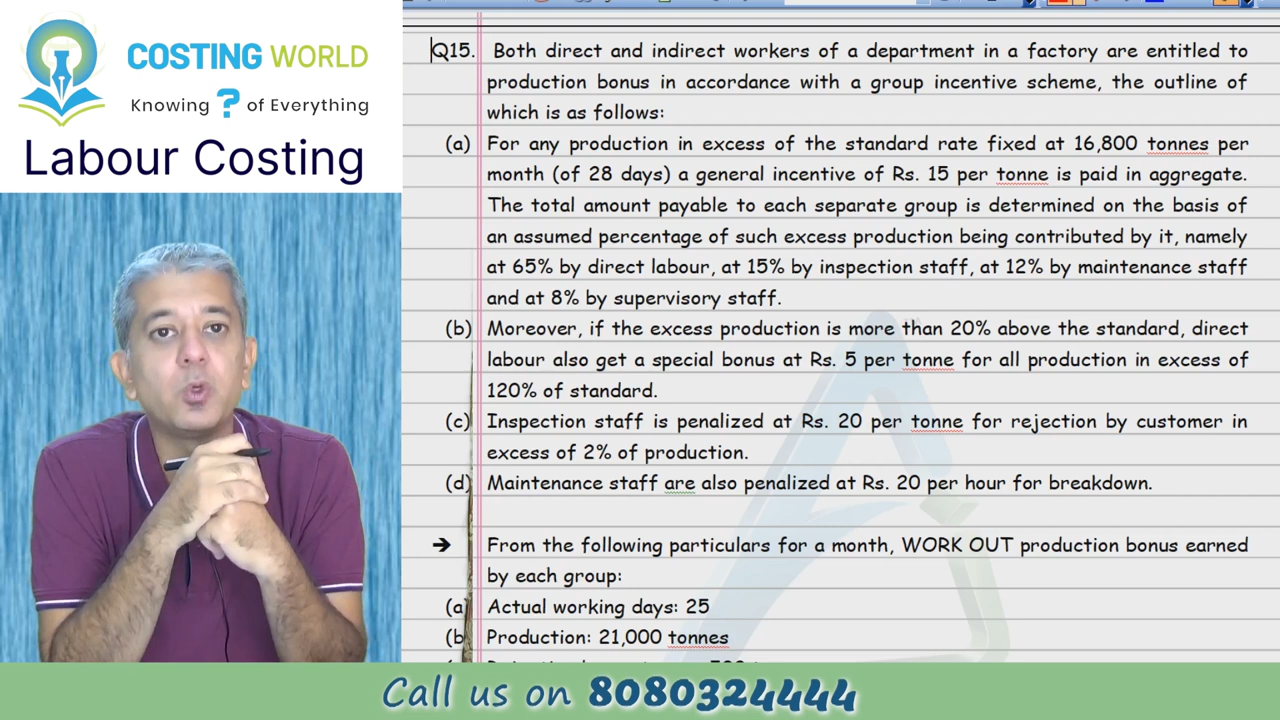 COSTING WORLD
Knowing ? of Everything
Labour Costing
Q15. Both direct and indirect workers of a department in a factory are entitled to
production bonus in accordance with a group incentive scheme, the outline of
which is as follows:
(a) For any production in excess of the standard rate fixed at 16,800 tonnes per
month (of 28 days) a general incentive of Rs. 15 per tonne is paid in aggregate.
The total amount payable to each separate group is determined on the basis of
an assumed percentage of such excess production being contributed by it, namely
at 65% by direct labour, at 15% by inspection staff, at 12% by maintenance staff
and at 8% by supervisory staff.
(b) Moreover, if the excess production is more than 20% above the standard, direct
labour also get a special bonus at Rs. 5 per tonne for all production in excess of
120% of standard.
(c) Inspection staff is penalized at Rs. 20 per tonne for rejection by customer in
excess of 2% of production.
(d) Maintenance staff are also penalized at Rs. 20 per hour for breakdown.
➔ From the following particulars for a month, WORK OUT production bonus earned
by each group:
(a Actual working days: 25
(b Production: 21,000 tonnes
Call us on 8080324444